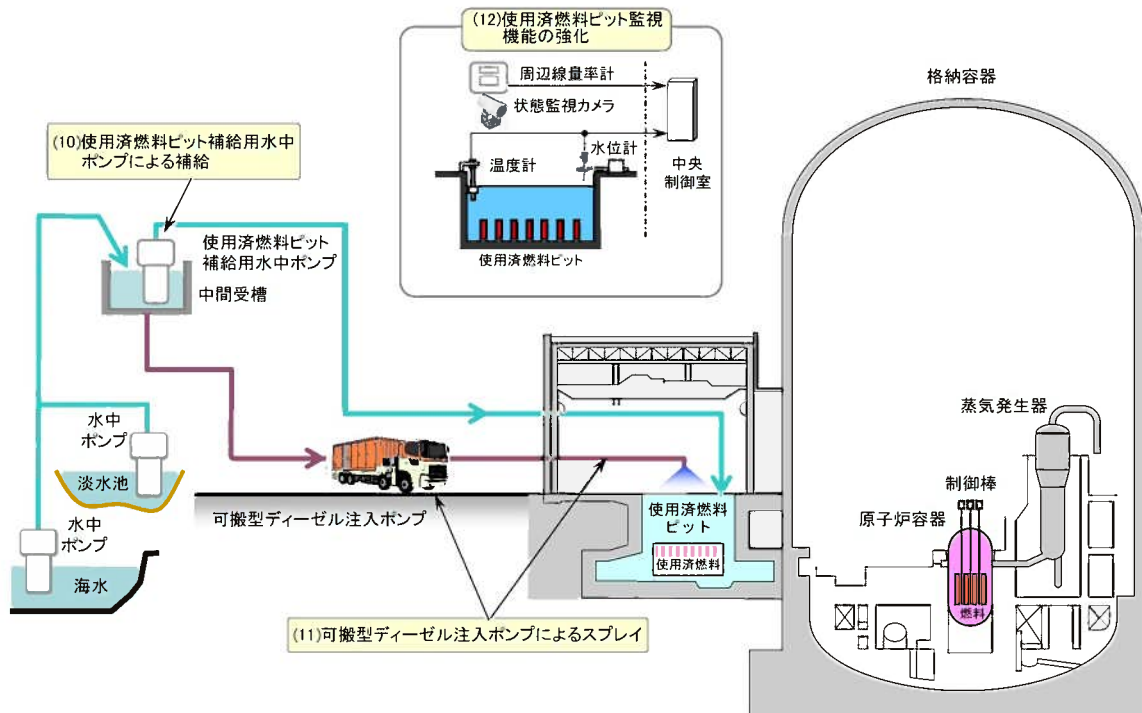 (12)使用済燃料ピット監視
機能の強化
周辺線量率計
状態監視カメラ
水位計
温度計
中央
制御室
使用済燃料ピット
格納容器
(10)使用済燃料ピット補給用水中
ポンプによる補給
使用済燃料ピット
補給用水中ポンプ
中間受槽
水中
ポンプ
淡水池
水中
ポンプ
海水
可搬型ディーゼル注入ポンプ
使用済燃料
ピット
使用済燃料
(11)可搬型ディーゼル注入ポンプによるスプレイ
蒸気発生器
制御棒
原子炉容器
燃料